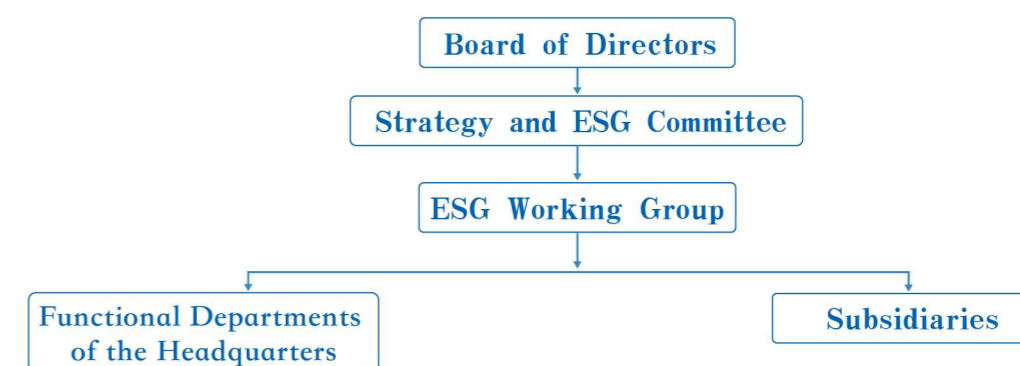 Board of Directors
Strategy and ESG Committee
ESG Working Group
Functional Departments
of the Headquarters
Subsidiaries